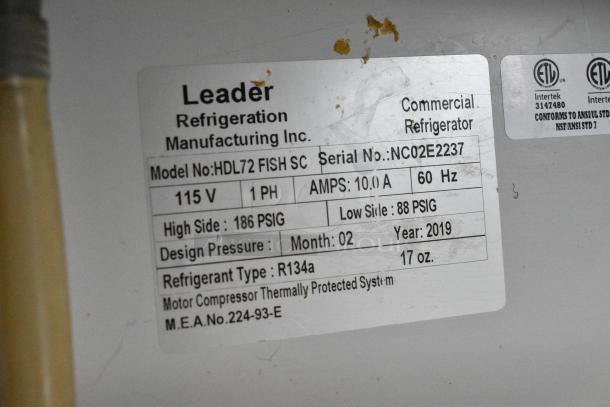 Leader
Refrigeration
Manufacturing Inc.
Commercial
Refrigerator
Model No:HDL72 FISH SC Serial No.:NC02E2237
115 V 1 PH AMPS: 10.0 A 60 Hz
High Side : 186 PSIG Low Side : 88 PSIG
Design Pressure : Month: 02 Year: 2019
Refrigerant Type : R134a 17 oz.
Motor Compressor Thermally Protected System
M.E.A.No.224-93-E
ETL
Intertek
3147480
CONFORMS TO ANSI/UL STD
NSF/ANSI STD 7
ETL
Interte